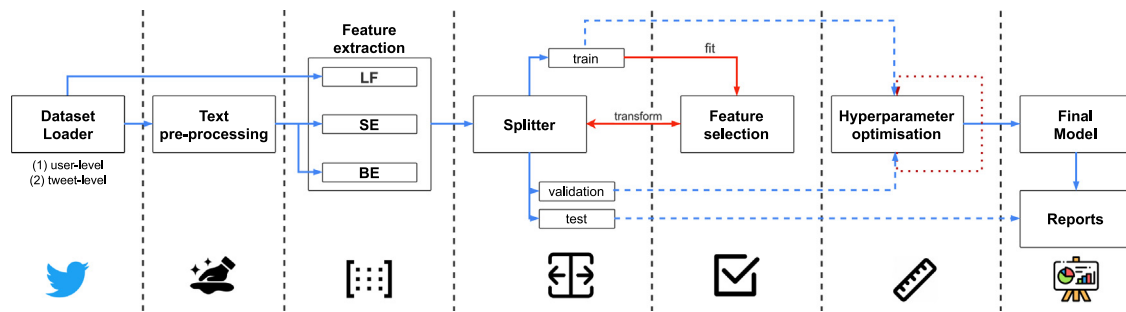 Feature
extraction
LF
SE
BE
Dataset
Loader
(1) user-level
(2) tweet-level
Text
pre-processing
Splitter
train
fit
transform
validation
test
Feature
selection
Hyperparameter
optimisation
Final
Model
Reports